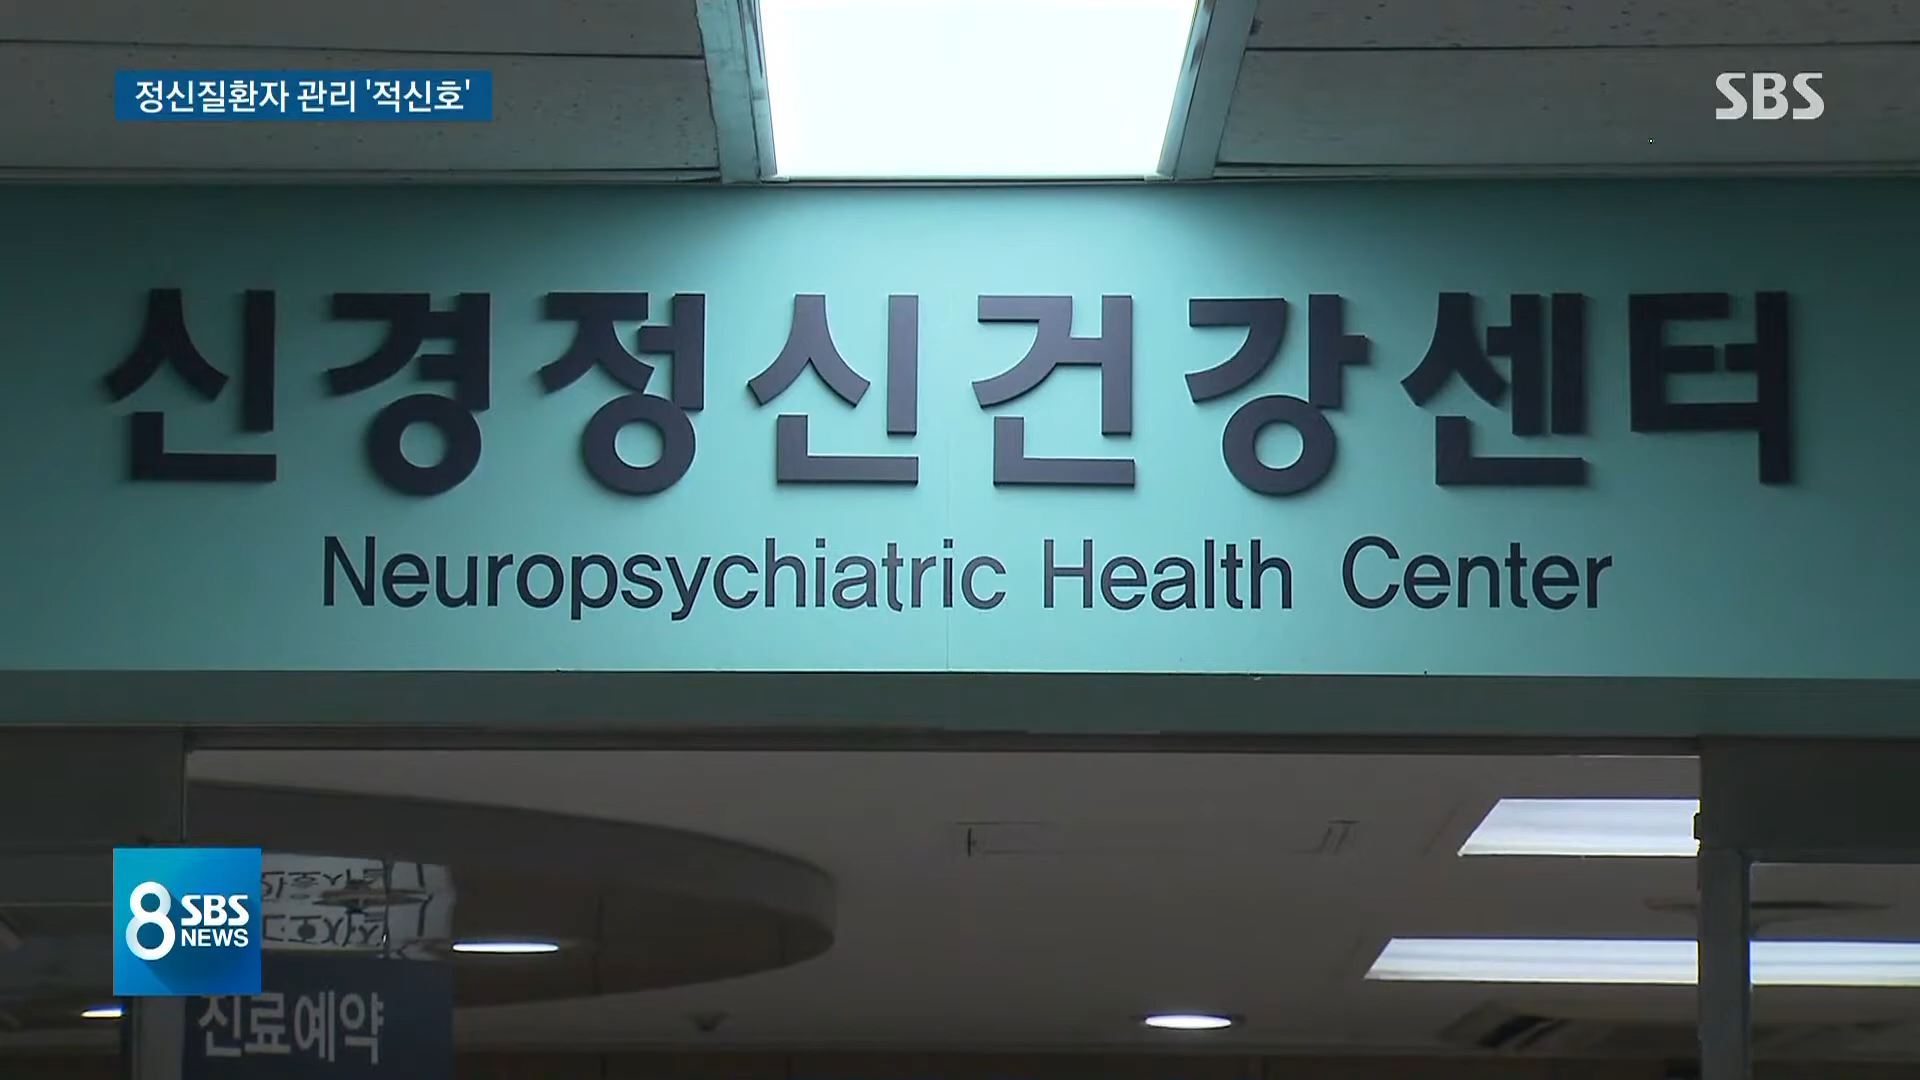 정신질환자 관리 '적신호'
SBS
신경정신건강센터
Neuropsychiatric Health Center
8 SBS
NEWS
진료예약